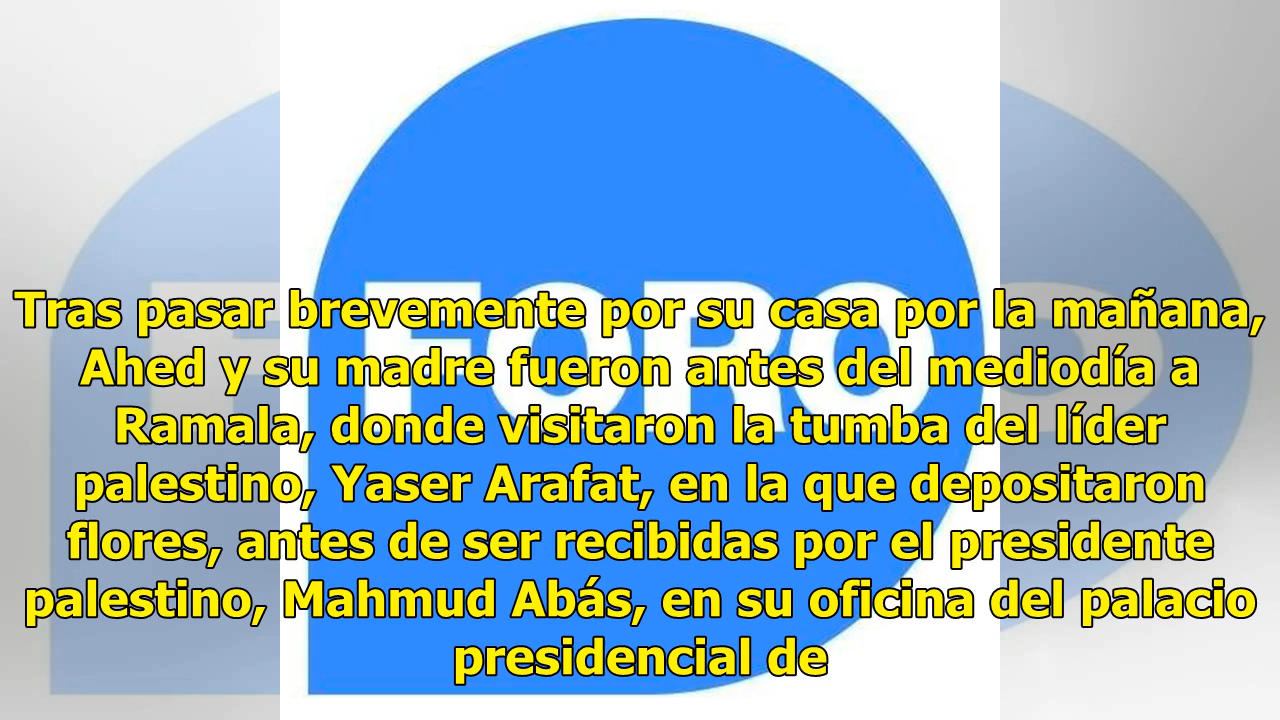 FORO
Tras pasar brevemente por su casa por la mañana,
Ahed y su madre fueron antes del mediodía a
Ramala, donde visitaron la tumba del líder
palestino, Yaser Arafat, en la que depositaron
flores, antes de ser recibidas por el presidente
palestino, Mahmud Abás, en su oficina del palacio
presidencial de